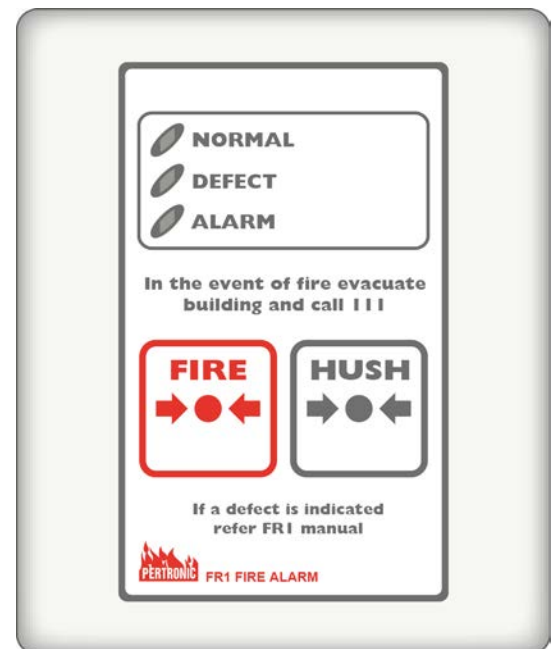 NORMAL
DEFECT
ALARM
In the event of fire evacuate
building and call 111
FIRE
HUSH
If a defect is indicated
refer FR1 manual
PERTRONIC
FR1 FIRE ALARM